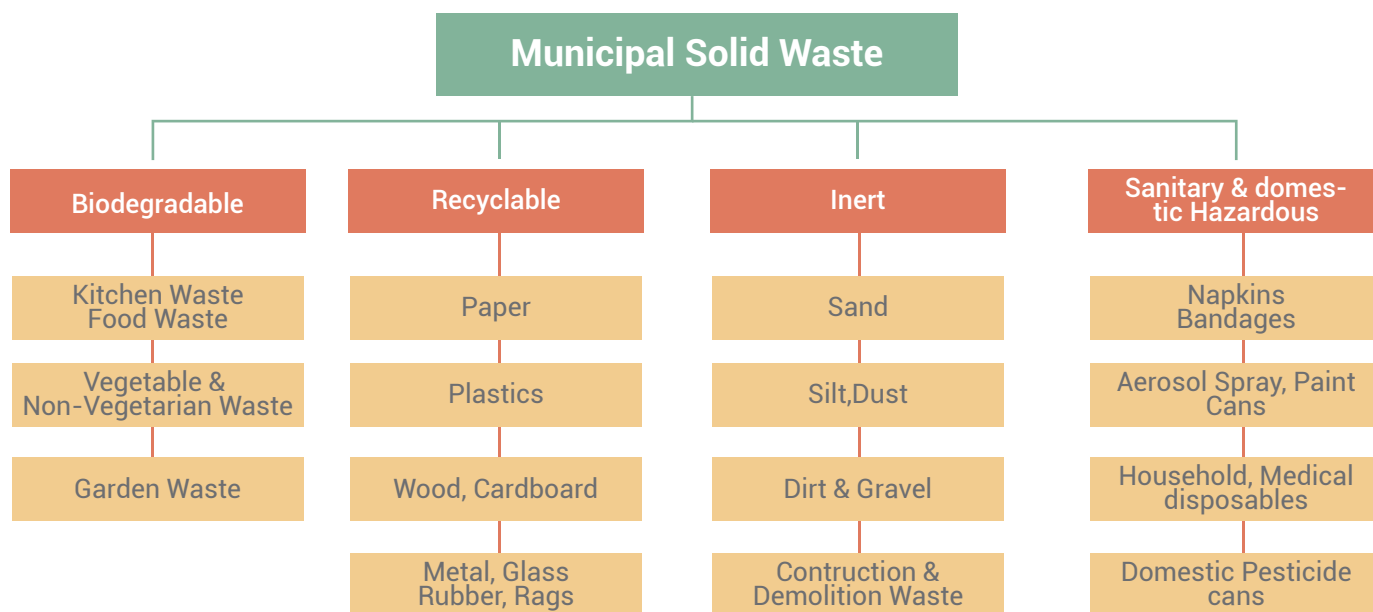 Municipal Solid Waste
Biodegradable
Kitchen Waste
Food Waste
Vegetable &
Non-Vegetarian Waste
Garden Waste
Recyclable
Paper
Plastics
Wood, Cardboard
Metal, Glass
Rubber, Rags
Inert
Sand
Silt,Dust
Dirt & Gravel
Contruction &
Demolition Waste
Sanitary & domes-
tic Hazardous
Napkins
Bandages
Aerosol Spray, Paint
Cans
Household, Medical
disposables
Domestic Pesticide
cans